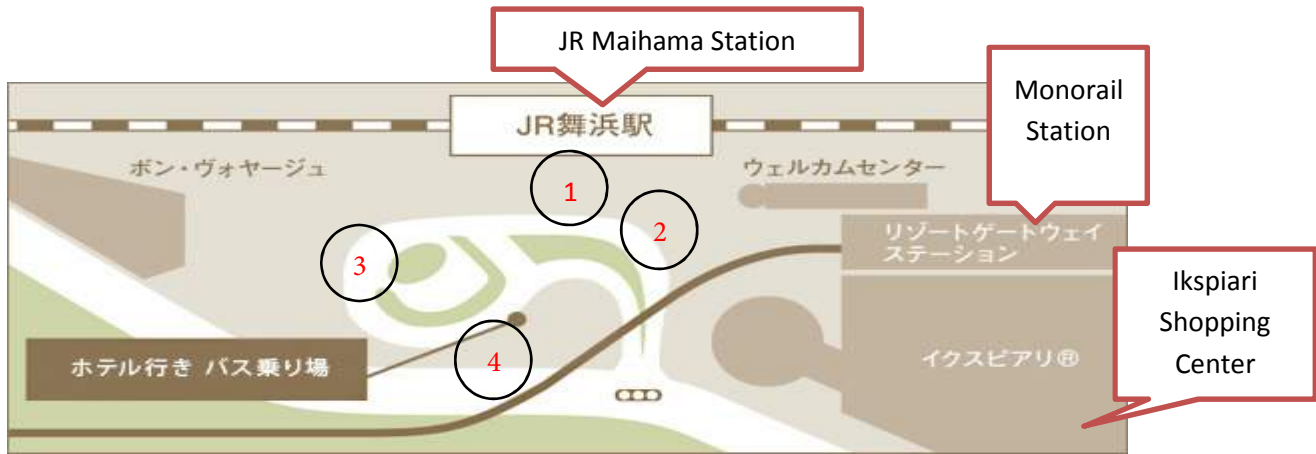 JR Maihama Station
Monorail
Station
JR舞浜駅
ボン・ヴォヤージュ
ウェルカムセンター
1
2
リゾートゲートウェイ
ステーション
3
Ikspiari
Shopping
Center
ホテル行き バス乗り場
4
イクスピアリ®